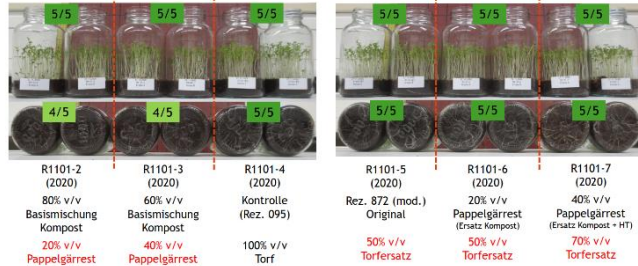 5/5
5/5
5/5
5/5
5/5
5/5
4/5
4/5
5/5
5/5
5/5
5/5
R1101-2
(2020)
80% v/v
Basismischung
Kompost
20% v/v
Pappelgärrest
R1101-3
(2020)
60% v/v
Basismischung
Kompost
40% v/v
Pappelgärrest
R1101-4
(2020)
Kontrolle
(Rez. 095)
100% v/v
Torf
R1101-5
(2020)
Rez. 872 (mod.)
Original
50% v/v
Torfersatz
R1101-6
(2020)
20% v/v
Pappelgärrest
(Ersatz Kompost)
50% v/v
Torfersatz
R1101-7
(2020)
40% v/v
Pappelgärrest
(Ersatz Kompost + HT)
70% v/v
Torfersatz